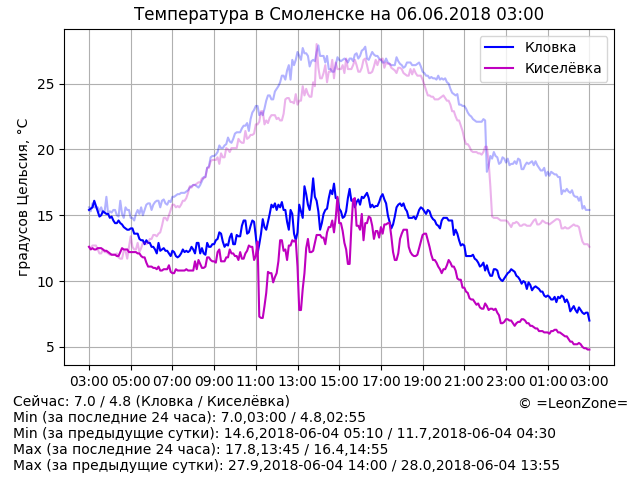 Температура в Смоленске на 06.06.2018 03:00
Кловка
Киселёвка
градусов Цельсия, °C
25
20
15
10
5
03:00 05:00 07:00 09:00 11:00 13:00 15:00 17:00 19:00 21:00 23:00 01:00 03:00
Сейчас: 7.0 / 4.8 (Кловка / Киселёвка)
© =LeonZone=
Min (за последние 24 часа): 7.0,03:00 / 4.8,02:55
Min (за предыдущие сутки): 14.6,2018-06-04 05:10 / 11.7,2018-06-04 04:30
Max (за последние 24 часа): 17.8,13:45 / 16.4,14:55
Max (за предыдущие сутки): 27.9,2018-06-04 14:00 / 28.0,2018-06-04 13:55